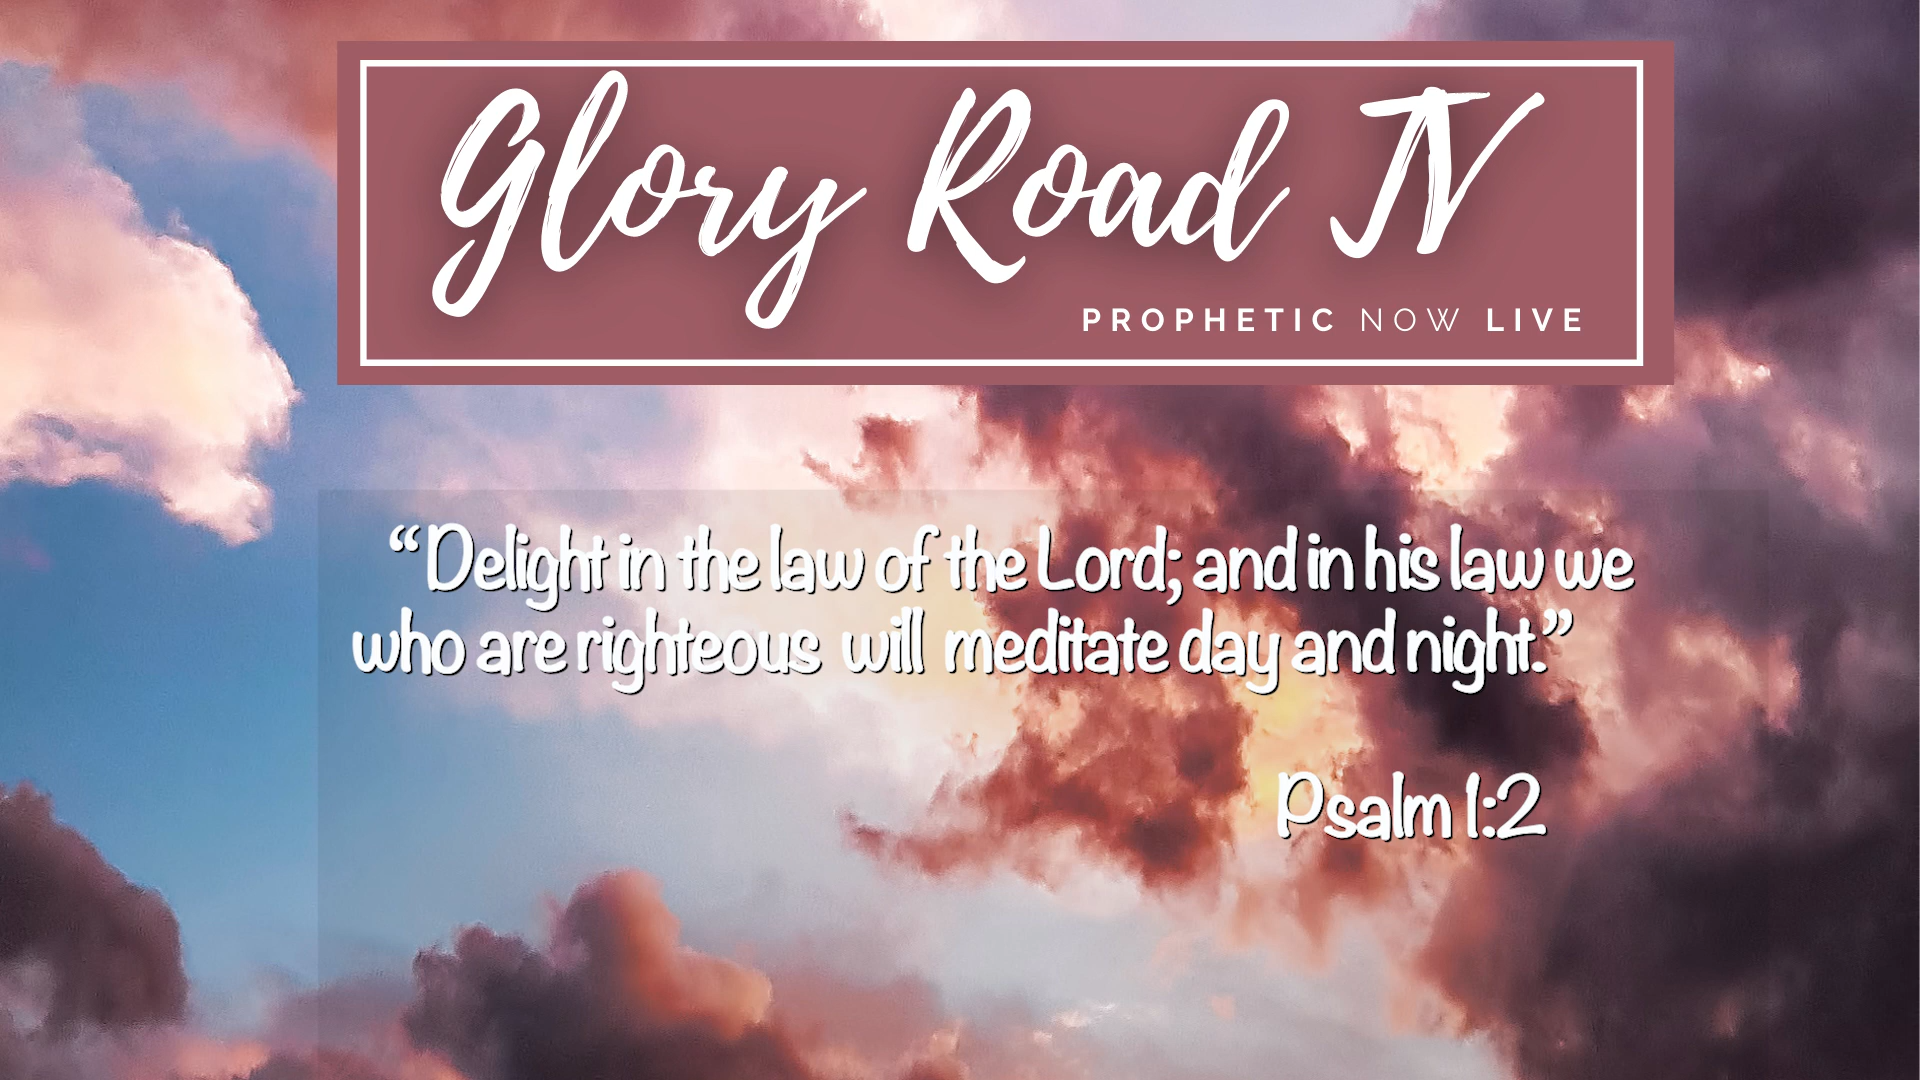 Glory Road TV
PROPHETIC NOW LIVE
“Delight in the law of the Lord; and in his law we
who are righteous will meditate day and night.”
Psalm 1:2